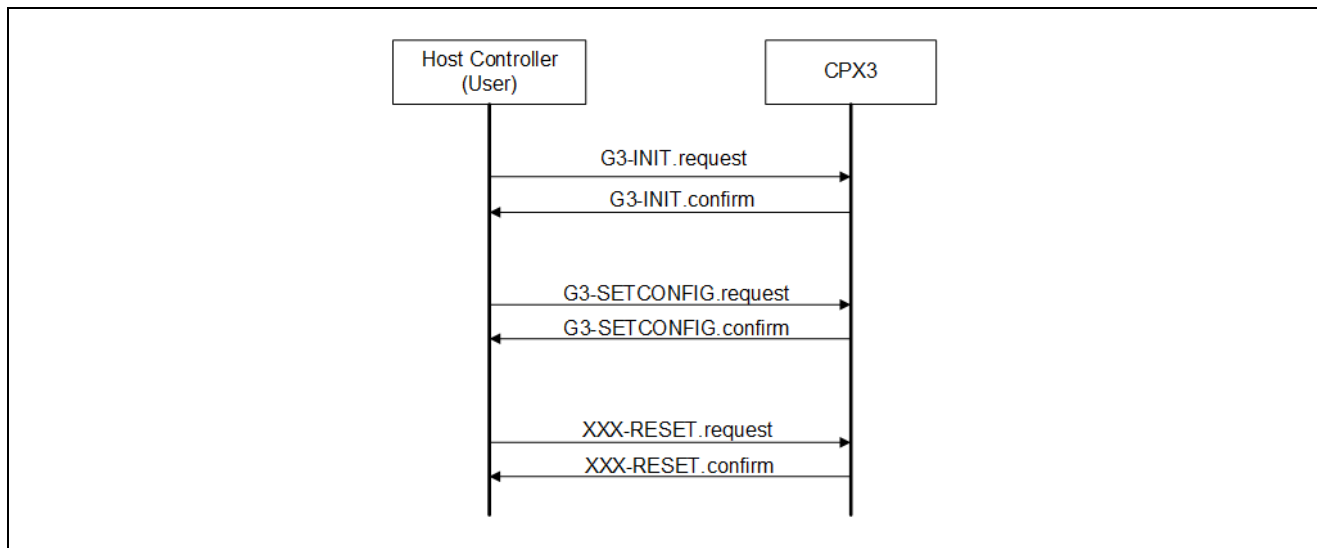 Host Controller
(User)
CPX3
G3-INIT.request
G3-INIT.confirm
G3-SETCONFIG.request
G3-SETCONFIG.confirm
XXX-RESET.request
XXX-RESET.confirm